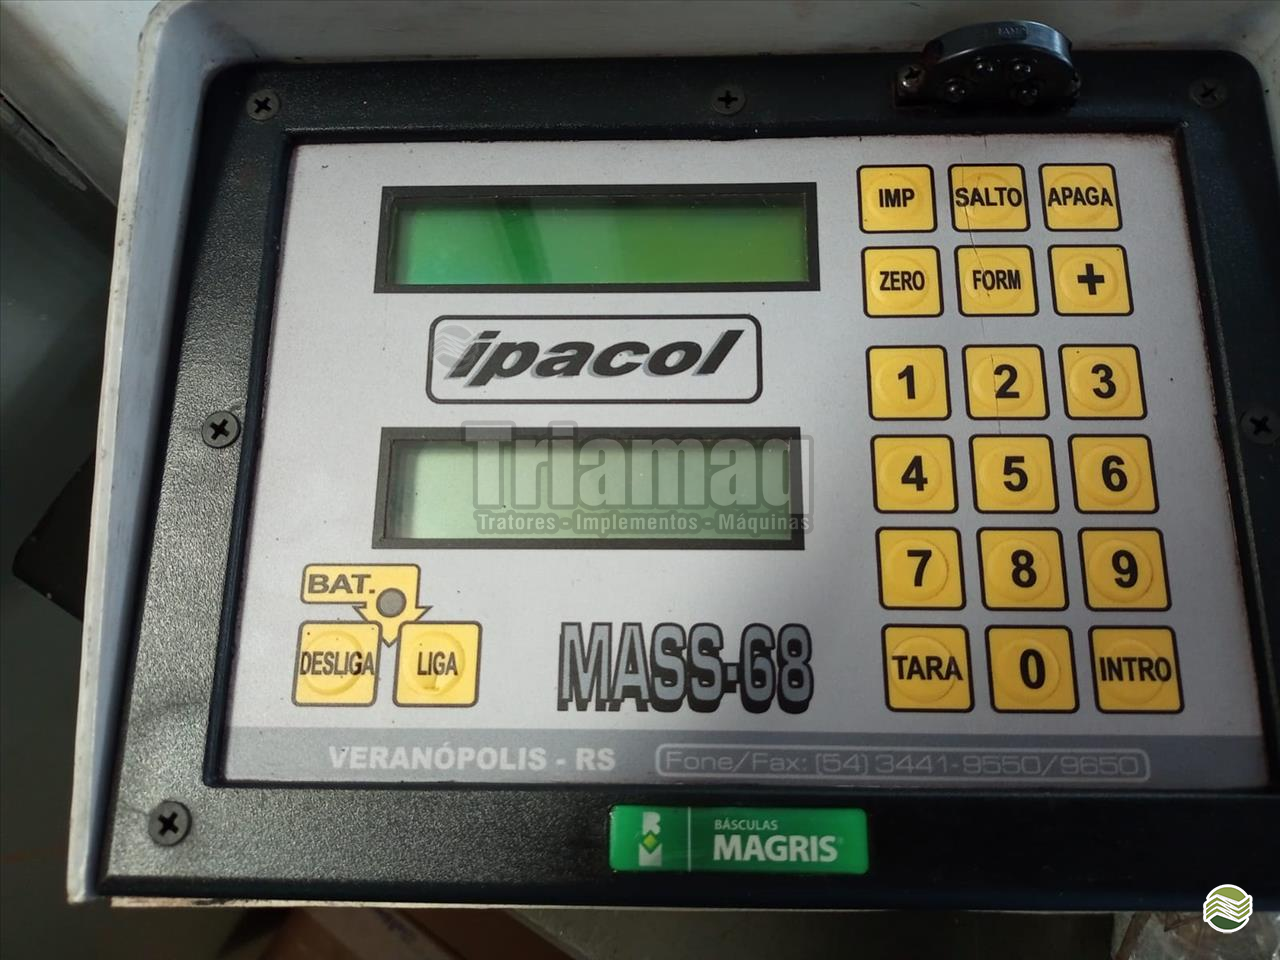 IMP SALTO APAGA
ZERO FORM +
ipacol
1 2 3
Triamaq
Tratores - Implementos - Máquinas
4 5 6
BAT.
7 8 9
DESLIGA LIGA
MASS-68
TARA 0 INTRO
VERANÓPOLIS - RS
Fone/Fax: (54) 3441-9550/9650
BÁSCULAS
MAGRIS